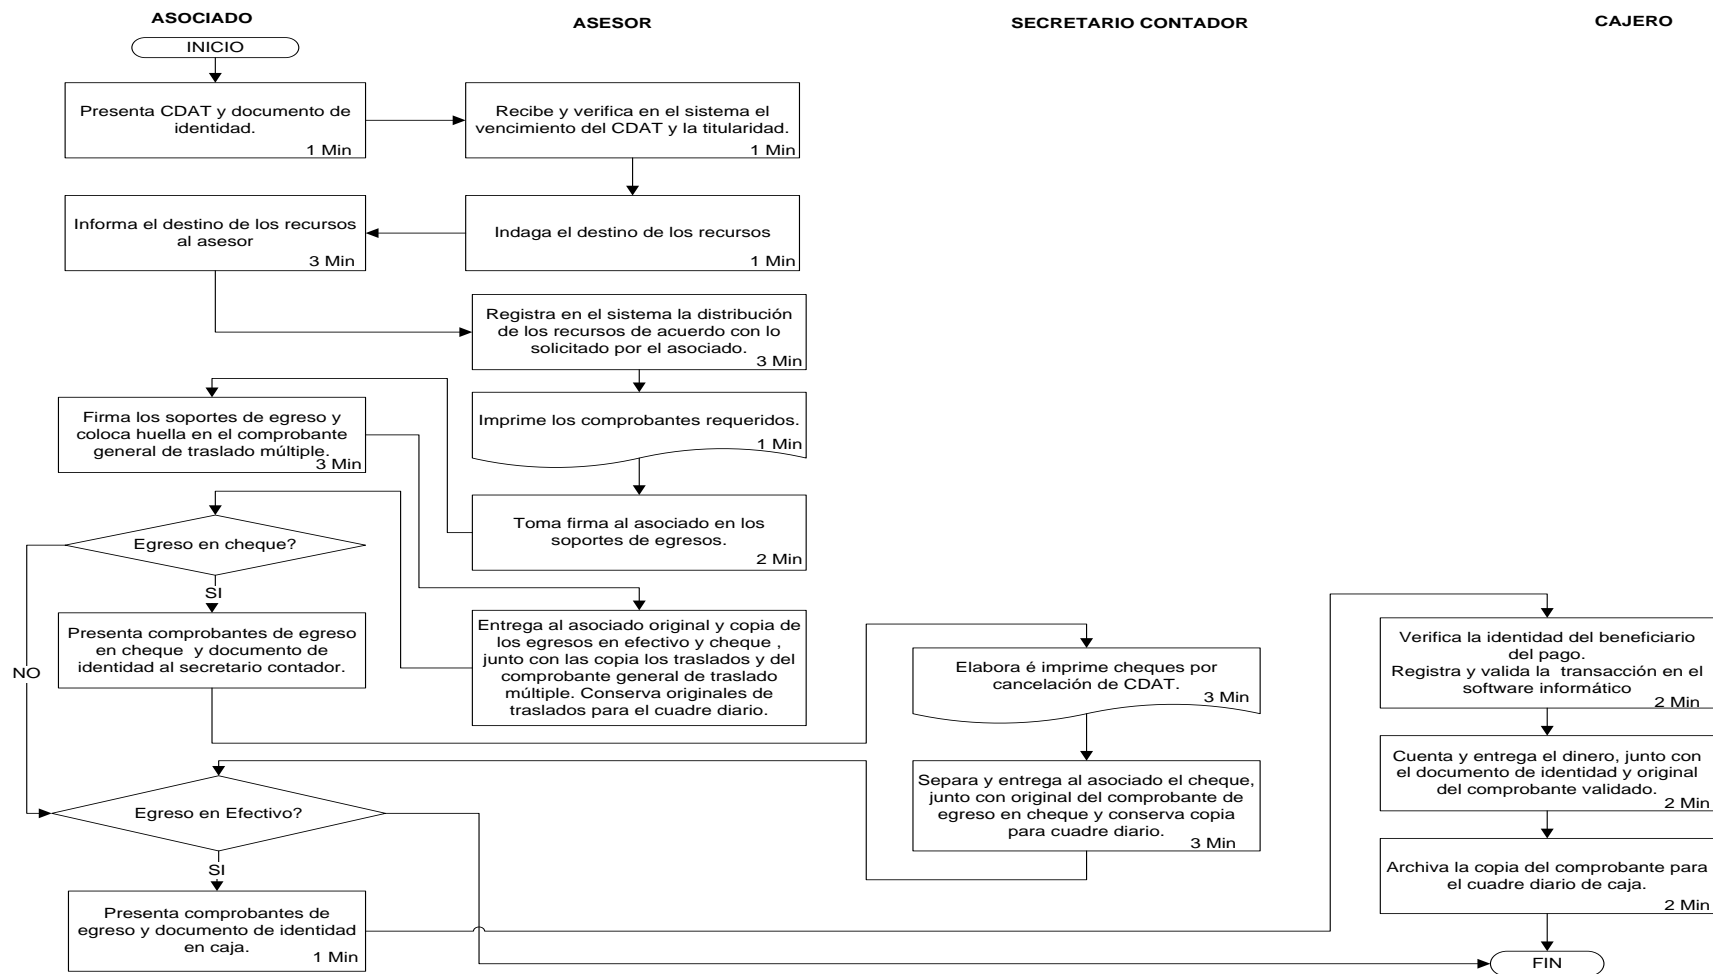 ASOCIADO
ASESOR
SECRETARIO CONTADOR
CAJERO
INICIO
Presenta CDAT y documento de
identidad.
1 Min
Recibe y verifica en el sistema el
vencimiento del CDAT y la titularidad.
1 Min
Informa el destino de los recursos
al asesor
3 Min
Indaga el destino de los recursos
1 Min
Registra en el sistema la distribución
de los recursos de acuerdo con lo
solicitado por el asociado.
3 Min
Firma los soportes de egreso y
coloca huella en el comprobante
general de traslado múltiple.
3 Min
Imprime los comprobantes requeridos.
1 Min
Toma firma al asociado en los
soportes de egresos.
2 Min
Egreso en cheque?
SI
NO
Presenta comprobantes de egreso
en cheque y documento de
identidad al secretario contador.
Entrega al asociado original y copia de
los egresos en efectivo y cheque ,
junto con las copia los traslados y del
comprobante general de traslado
múltiple. Conserva originales de
traslados para el cuadre diario.
Elabora é imprime cheques por
cancelación de CDAT.
3 Min
Separa y entrega al asociado el cheque,
junto con original del comprobante de
egreso en cheque y conserva copia
para cuadre diario.
3 Min
Verifica la identidad del beneficiario
del pago.
Registra y valida la transacción en el
software informático
2 Min
Cuenta y entrega el dinero, junto con
el documento de identidad y original
del comprobante validado.
2 Min
Archiva la copia del comprobante para
el cuadre diario de caja.
2 Min
Egreso en Efectivo?
SI
Presenta comprobantes de
egreso y documento de identidad
en caja.
1 Min
FIN